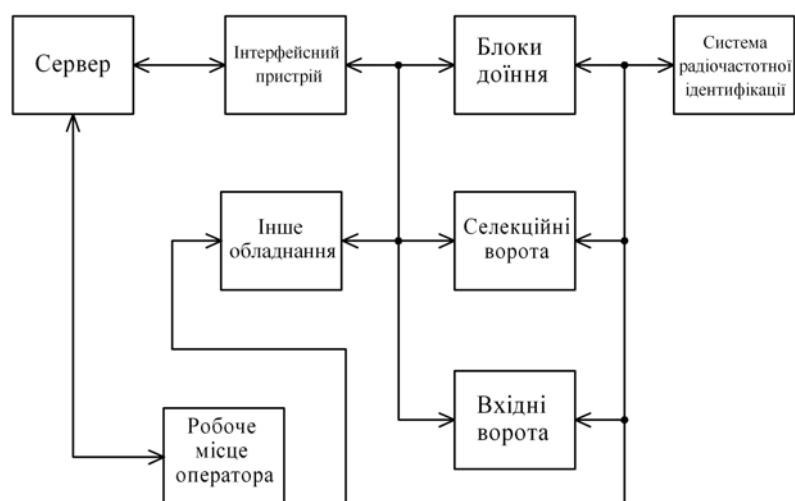 Сервер
Інтерфейсний
пристрій
Блоки
доїння
Система
радіочастотної
ідентифікації
Інше
обладнання
Селекційні
ворота
Вхідні
ворота
Робоче
місце
оператора